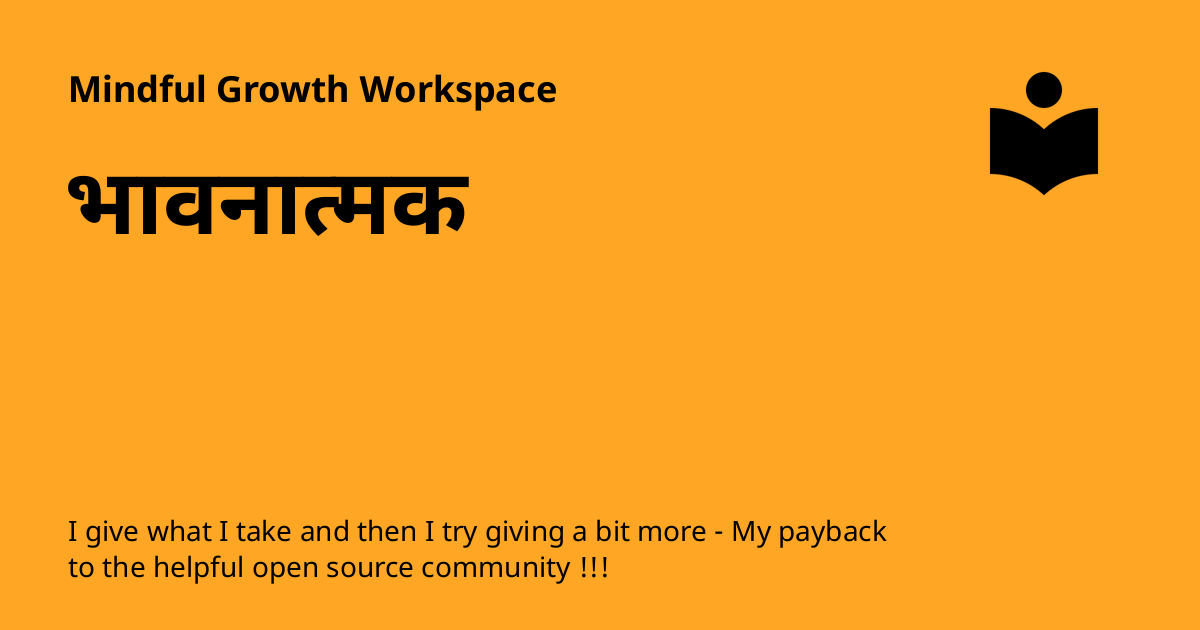 Mindful Growth Workspace
भावनात्मक
I give what I take and then I try giving a bit more - My payback
to the helpful open source community !!!